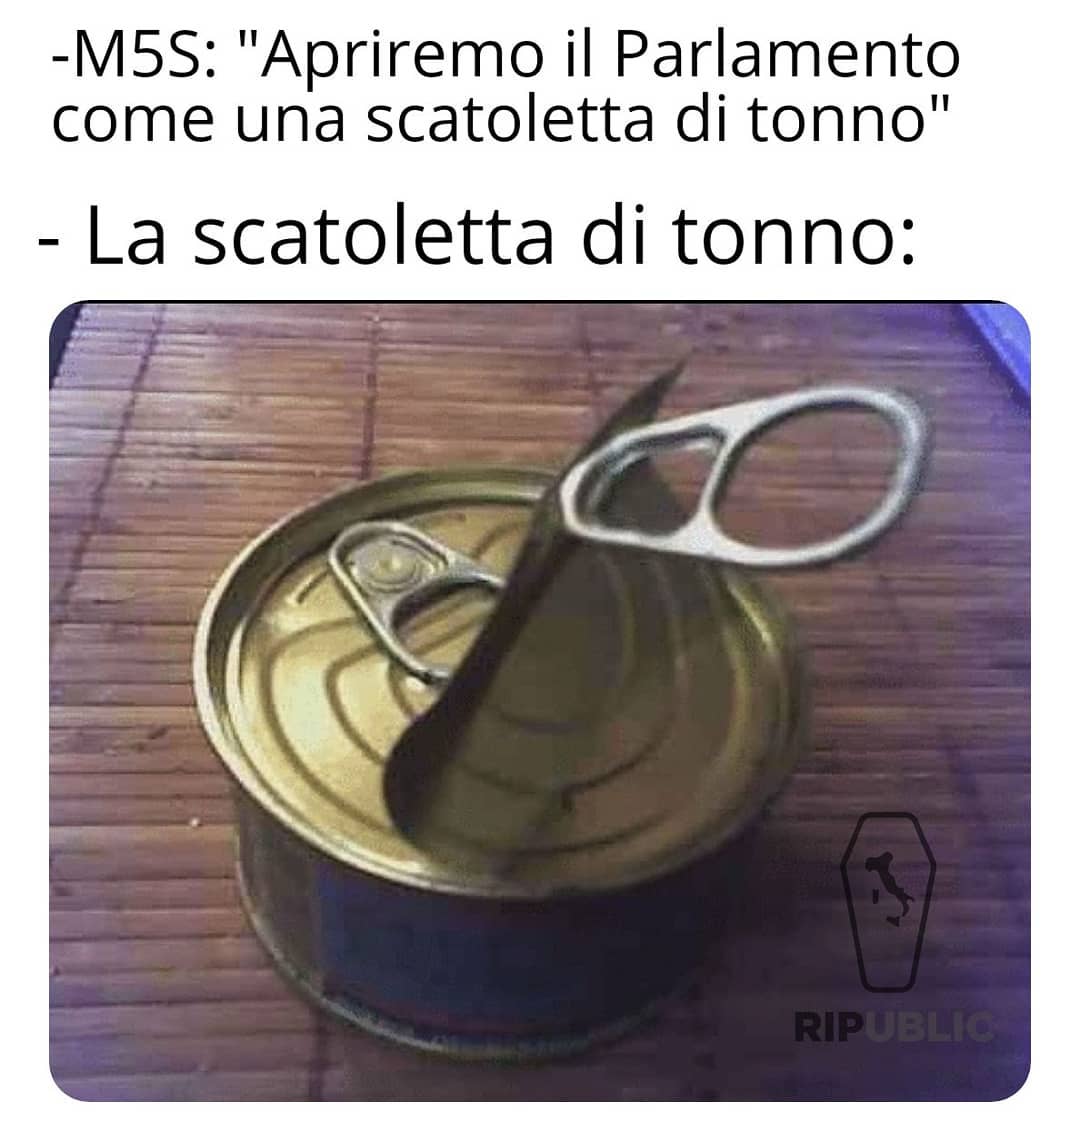 -M5S: "Apriremo il Parlamento
come una scatoletta di tonno"
- La scatoletta di tonno:
RIPUBLIC